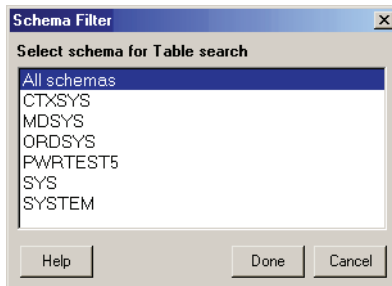 Schema Filter
Select schema for Table search
All schemas
CTXSYS
MDSYS
ORDSYS
PWRTEST5
SYS
SYSTEM
Help Done Cancel